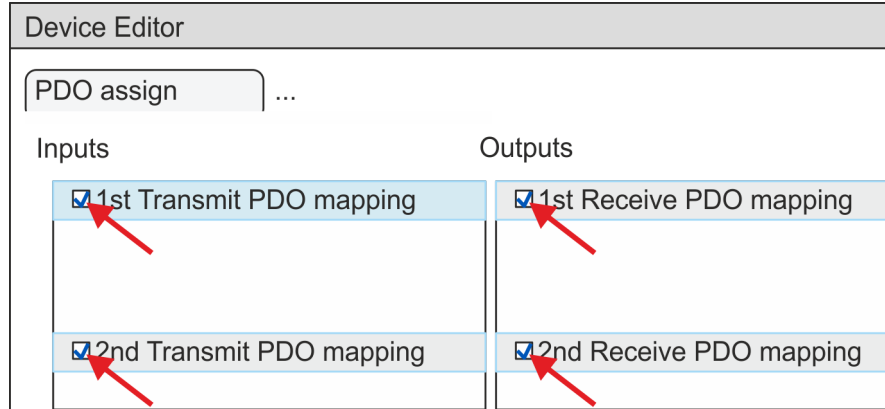 Device Editor
PDO assign ...
Inputs Outputs
1st Transmit PDO mapping 1st Receive PDO mapping
2nd Transmit PDO mapping 2nd Receive PDO mapping